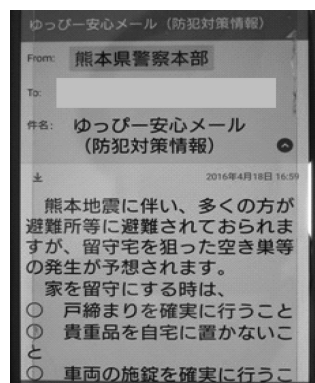 ゆっぴー安心メール（防犯対策情報）
From: 熊本県警察本部
To:
件名: ゆっぴー安心メール
（防犯対策情報）
2016年4月18日 16:59
熊本地震に伴い、多くの方が
避難所等に避難されておられま
すが、留守宅を狙った空き巣等
の発生が予想されます。
家を留守にする時は、
○ 戸締まりを確実に行うこと
○ 貴重品を自宅に置かないこ
と
○ 車両の施錠を確実に行うこ